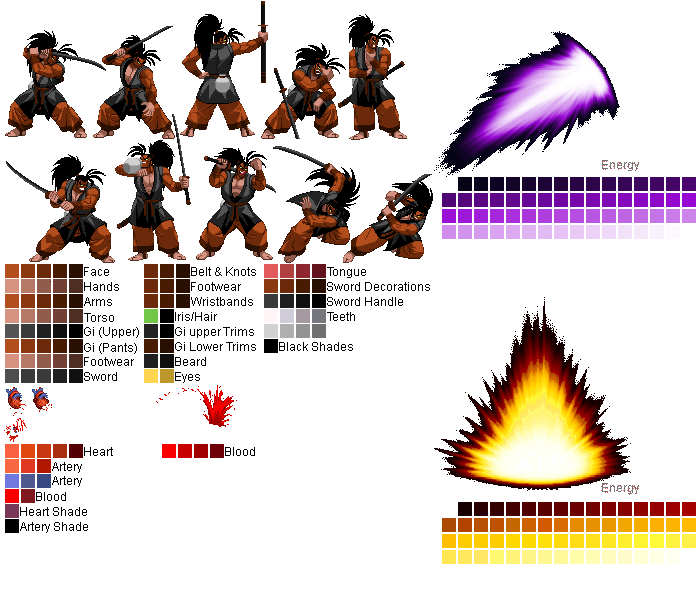 Energy
Face
Hands
Arms
Torso
Gi (Upper)
Gi (Pants)
Footwear
Sword
Belt & Knots
Footwear
Wristbands
Iris/Hair
Gi upper Trims
Gi Lower Trims
Beard
Eyes
Tongue
Sword Decorations
Sword Handle
Teeth
Black Shades
Heart
Artery
Artery
Blood
Heart Shade
Artery Shade
Blood
Energy